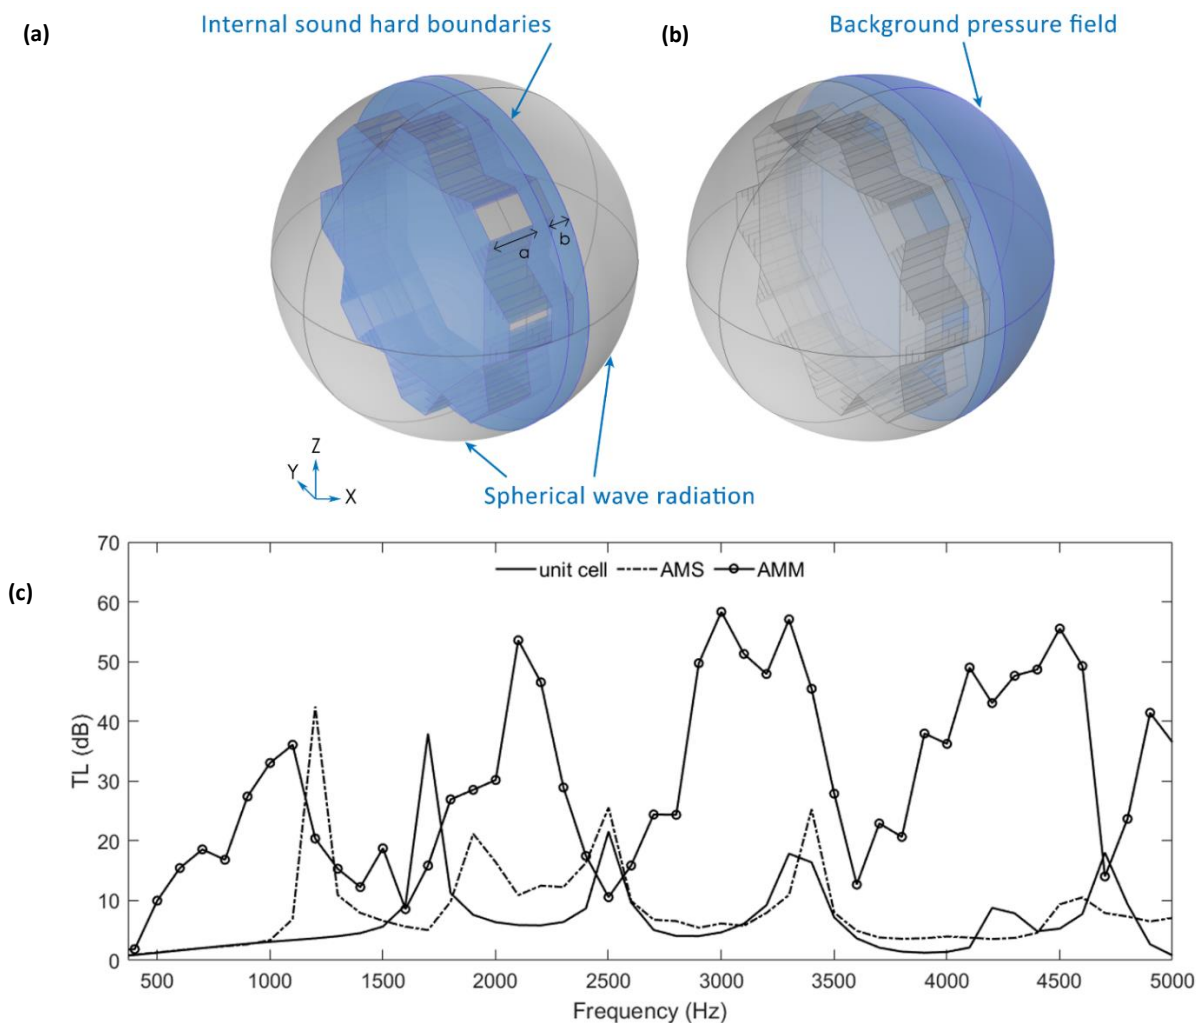 (a)
Internal sound hard boundaries
(b)
Background pressure field
a
b
Z
Y
X
Spherical wave radiation
(c)
70
60
50
40
30
20
10
0
TL (dB)
unit cell AMS AMM
500 1000 1500 2000 2500 3000 3500 4000 4500 5000
Frequency (Hz)